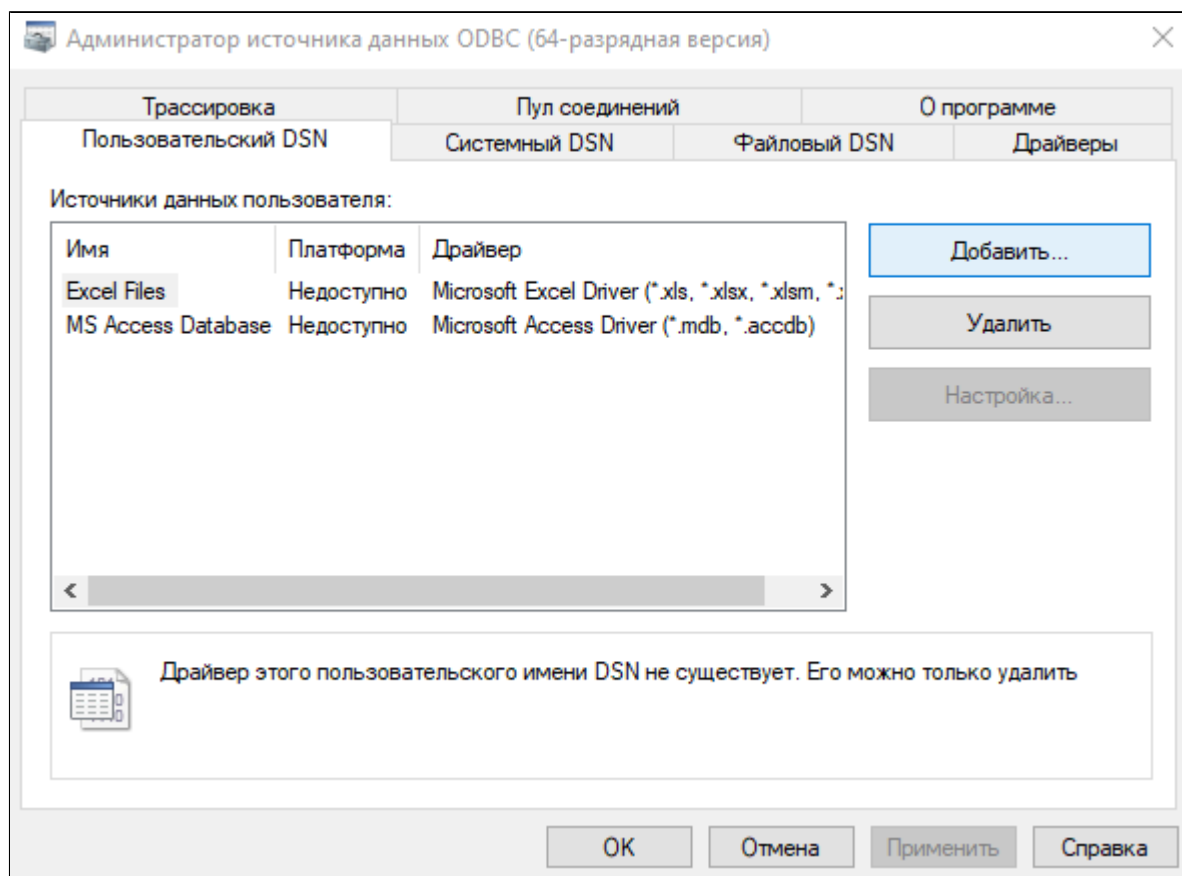 Администратор источника данных ODBC (64-разрядная версия)
Трассировка Пул соединений О программе
Пользовательский DSN Системный DSN Файловый DSN Драйверы
Источники данных пользователя:
Имя Платформа Драйвер
Добавить...
Excel Files Недоступно Microsoft Excel Driver (*.xls, *.xlsx, *.xlsm, *.
MS Access Database Недоступно Microsoft Access Driver (*.mdb, *.accdb)
Удалить
Настройка...
Драйвер этого пользовательского имени DSN не существует. Его можно только удалить
OK Отмена Применить Справка